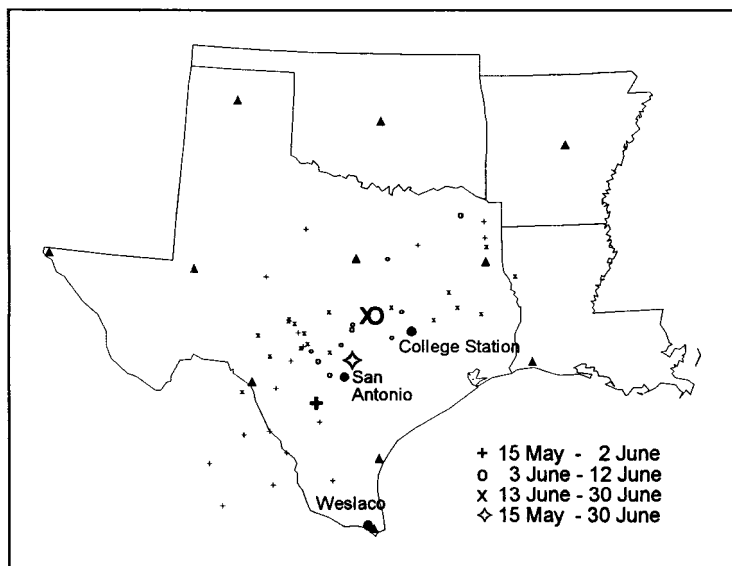 College Station
San
Antonio
Weslaco
+ 15 May - 2 June
o 3 June - 12 June
x 13 June - 30 June
✧ 15 May - 30 June